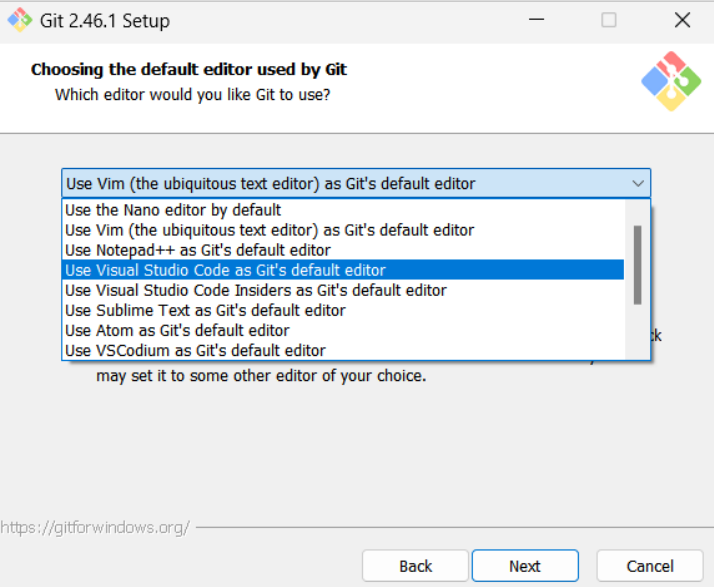 Git 2.46.1 Setup
Choosing the default editor used by Git
Which editor would you like Git to use?
Use Vim (the ubiquitous text editor) as Git's default editor
Use the Nano editor by default
Use Vim (the ubiquitous text editor) as Git's default editor
Use Notepad++ as Git's default editor
Use Visual Studio Code as Git's default editor
Use Visual Studio Code Insiders as Git's default editor
Use Sublime Text as Git's default editor
Use Atom as Git's default editor
Use VSCodium as Git's default editor
may set it to some other editor of your choice.
https://gitforwindows.org/
Back Next Cancel